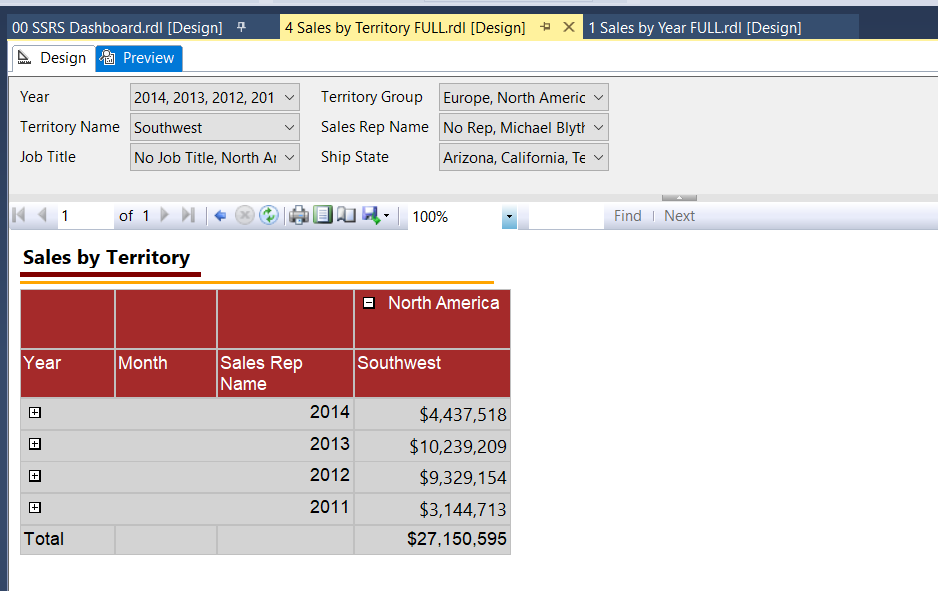 00 SSRS Dashboard.rdl [Design] 4 Sales by Territory FULL.rdl [Design] 1 Sales by Year FULL.rdl [Design]
Design Preview
Year 2014, 2013, 2012, 201 Territory Group Europe, North Americ
Territory Name Southwest Sales Rep Name No Rep, Michael Blyth
Job Title No Job Title, North Ar Ship State Arizona, California, Te
1 of 1 100% Find Next
Sales by Territory
North America
Year Month Sales Rep Name Southwest
2014 $4,437,518
2013 $10,239,209
2012 $9,329,154
2011 $3,144,713
Total $27,150,595